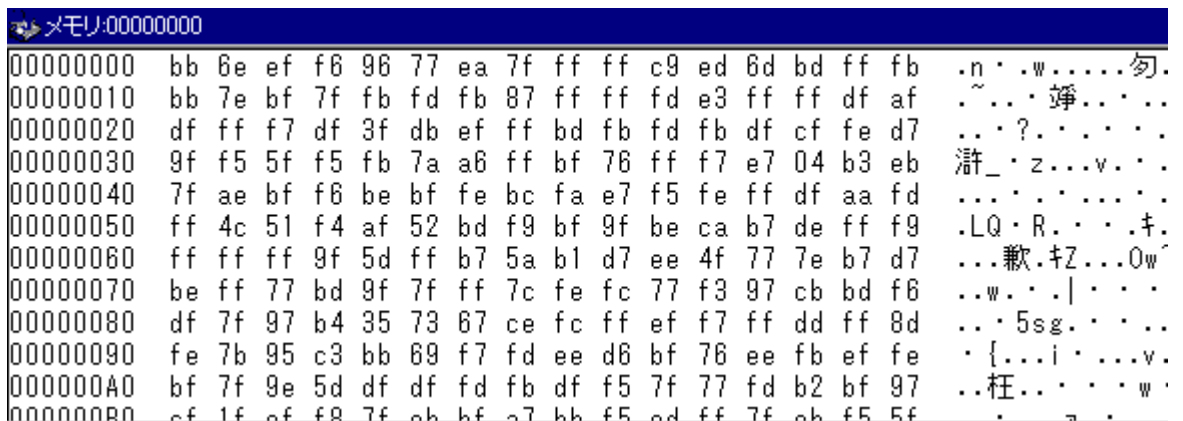 メモリ:00000000
00000000 bb 6e ef f6 96 77 ea 7f ff ff c9 ed 6d bd ff fb .n・.w.....匆.
00000010 bb 7e bf 7f fb fd fb 87 ff ff fd e3 ff ff df af .~..・竫..・..
00000020 df ff f7 df 3f db ef ff bd fb fd fb df cf fe d7 ..・?.・.・・.
00000030 9f f5 5f f5 fb 7a a6 ff bf 76 ff f7 e7 04 b3 eb 滸_・z...v.・.
00000040 7f ae bf f6 be bf fe bc fa e7 f5 fe ff df aa fd ...・.・...・.
00000050 ff 4c 51 f4 af 52 bd f9 bf 9f be ca b7 de ff f9 .LQ・R.・・.キ.
00000060 ff ff ff 9f 5d ff b7 5a b1 d7 ee 4f 77 7e b7 d7 ...歉.キZ...Ow~
00000070 be ff 77 bd 9f 7f ff 7c fe fc 77 f3 97 cb bd f6 ..w.・.|・・・
00000080 df 7f 97 b4 35 73 67 ce fc ff ef f7 ff dd ff 8d ..・5sg.・・..
00000090 fe 7b 95 c3 bb 69 f7 fd ee d6 bf 76 ee fb ef fe ・{...i・...v.
000000A0 bf 7f 9e 5d df df fd fb df f5 7f 77 fd b2 bf 97 ..枉..・・・w・